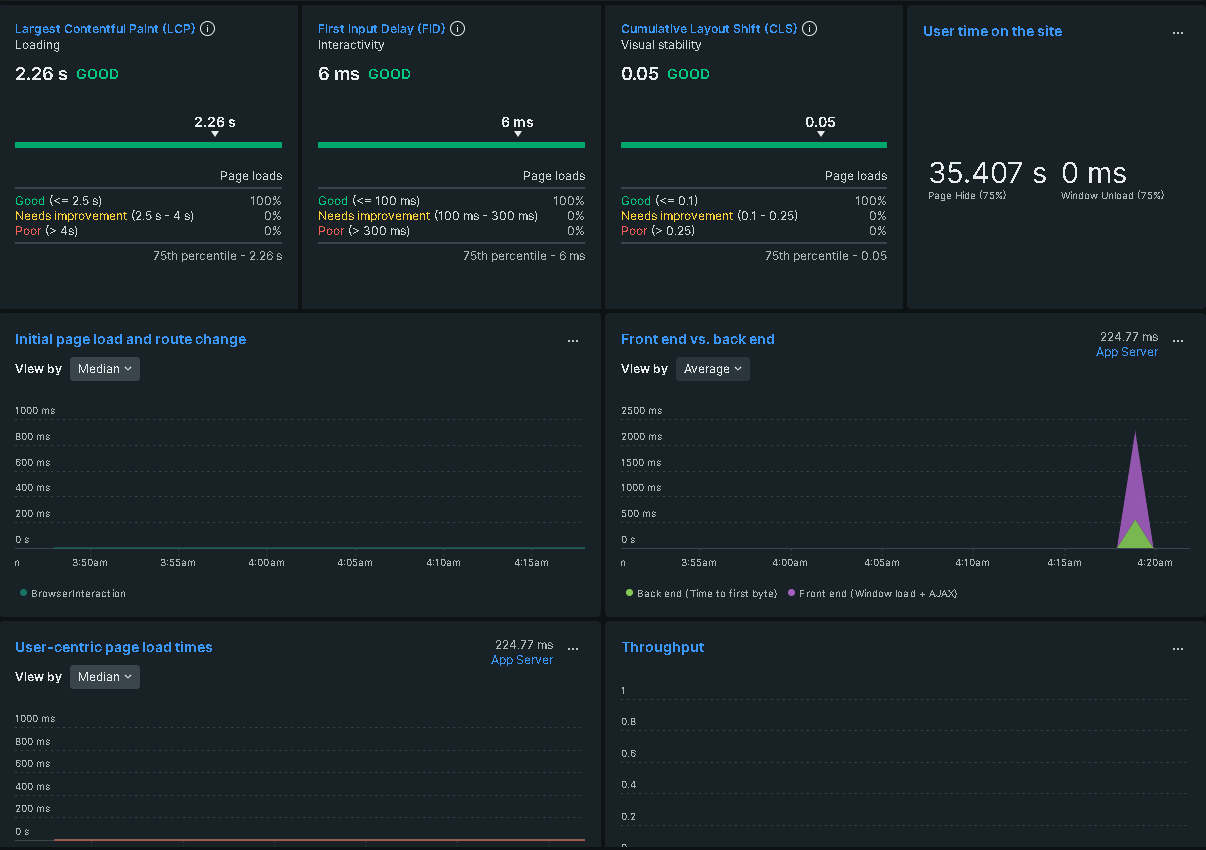 Largest Contentful Paint (LCP)
Loading
2.26 s GOOD
2.26 s
Page loads
Good (<= 2.5 s) 100%
Needs improvement (2.5 s - 4 s) 0%
Poor (> 4s) 0%
75th percentile - 2.26 s
First Input Delay (FID)
Interactivity
6 ms GOOD
6 ms
Page loads
Good (<= 100 ms) 100%
Needs improvement (100 ms - 300 ms) 0%
Poor (> 300 ms) 0%
75th percentile - 6 ms
Cumulative Layout Shift (CLS)
Visual stability
0.05 GOOD
0.05
Page loads
Good (<= 0.1) 100%
Needs improvement (0.1 - 0.25) 0%
Poor (> 0.25) 0%
75th percentile - 0.05
User time on the site
...
35.407 s 0 ms
Page Hide (75%) Window Unload (75%)
Initial page load and route change
...
View by Median
1000 ms
800 ms
600 ms
400 ms
200 ms
0 s
n 3:50am 3:55am 4:00am 4:05am 4:10am 4:15am
BrowserInteraction
Front end vs. back end
224.77 ms ...
App Server
View by Average
2500 ms
2000 ms
1500 ms
1000 ms
500 ms
0 s
n 3:55am 4:00am 4:05am 4:10am 4:15am 4:20am
Back end (Time to first byte) Front end (Window load + AJAX)
User-centric page load times
224.77 ms ...
App Server
View by Median
1000 ms
800 ms
600 ms
400 ms
200 ms
0 s
Throughput
...
1
0.8
0.6
0.4
0.2
0